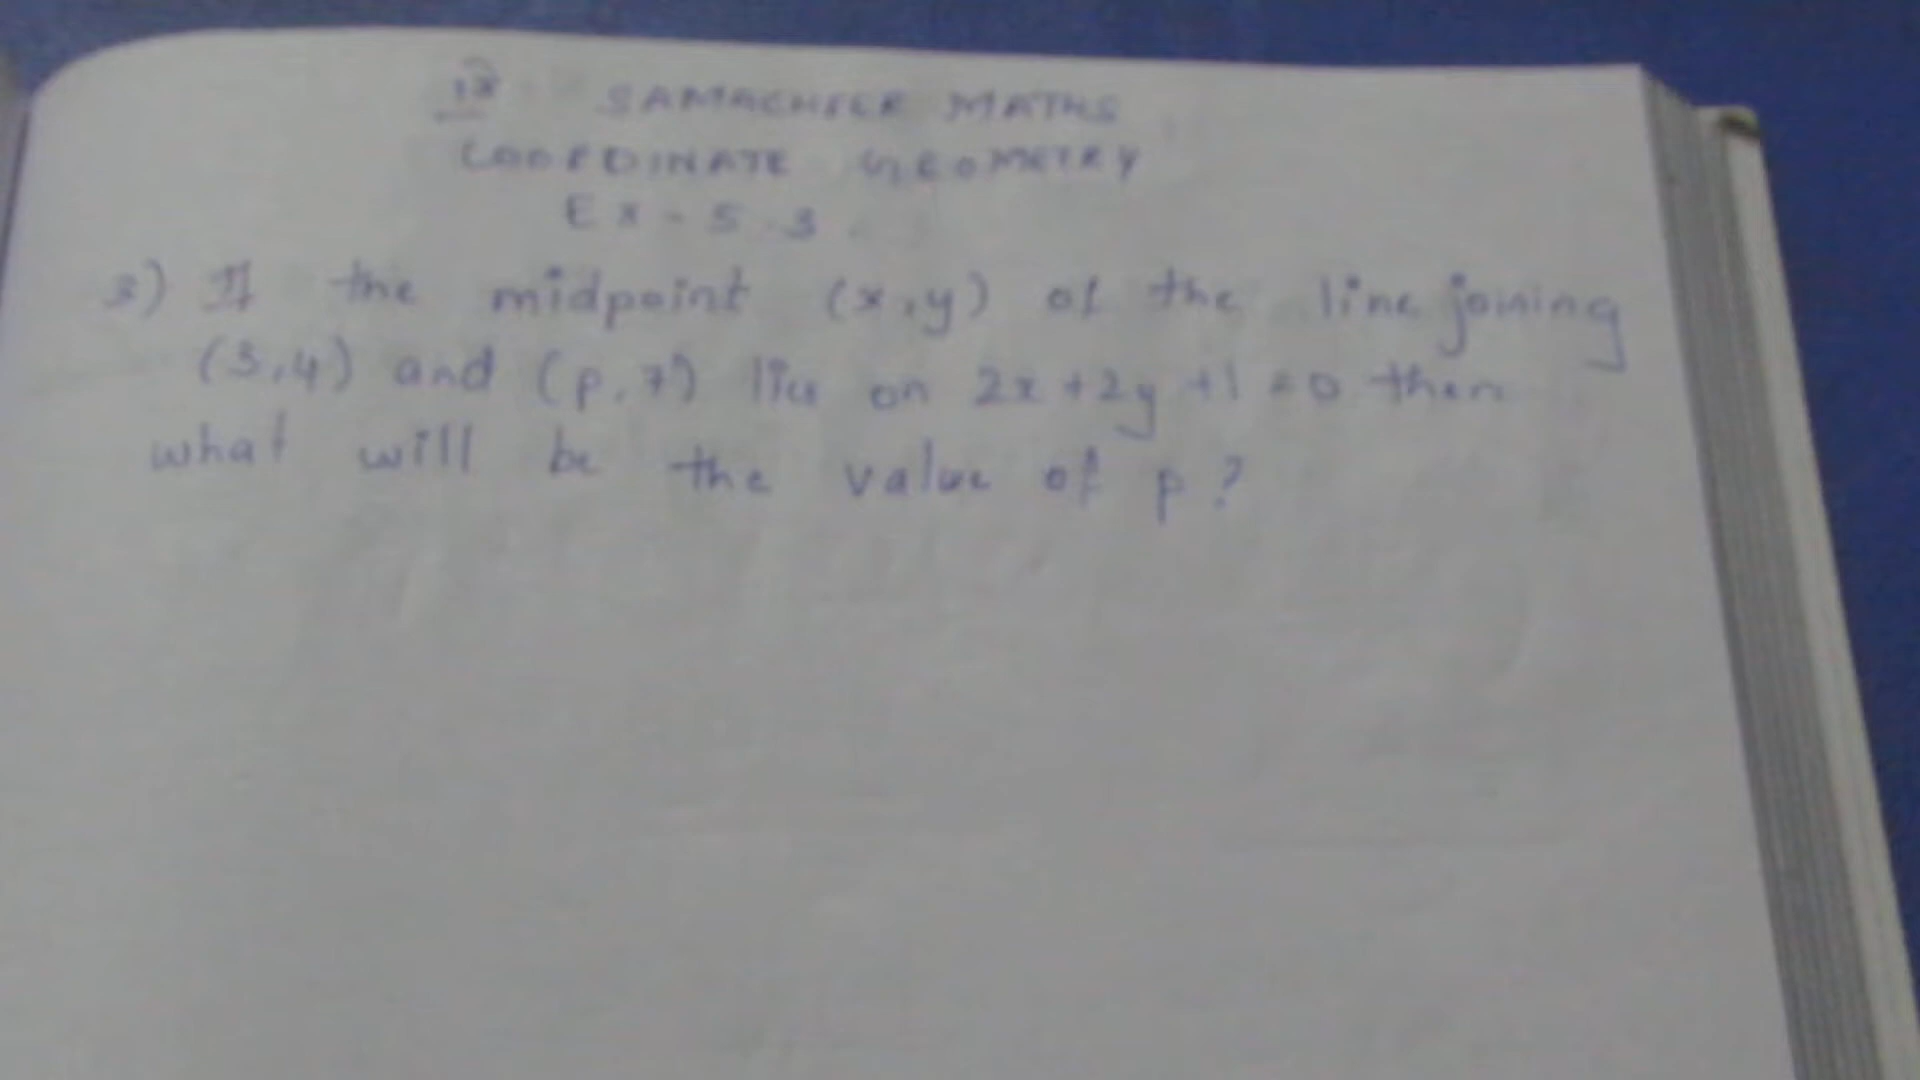 IX SAMACHEER MATHS
COORDINATE GEOMETRY
EX - 5.3
3) If the midpoint (x,y) of the line joining
(3,4) and (p,7) lies on 2x+2y+1=0 then
what will be the value of p?